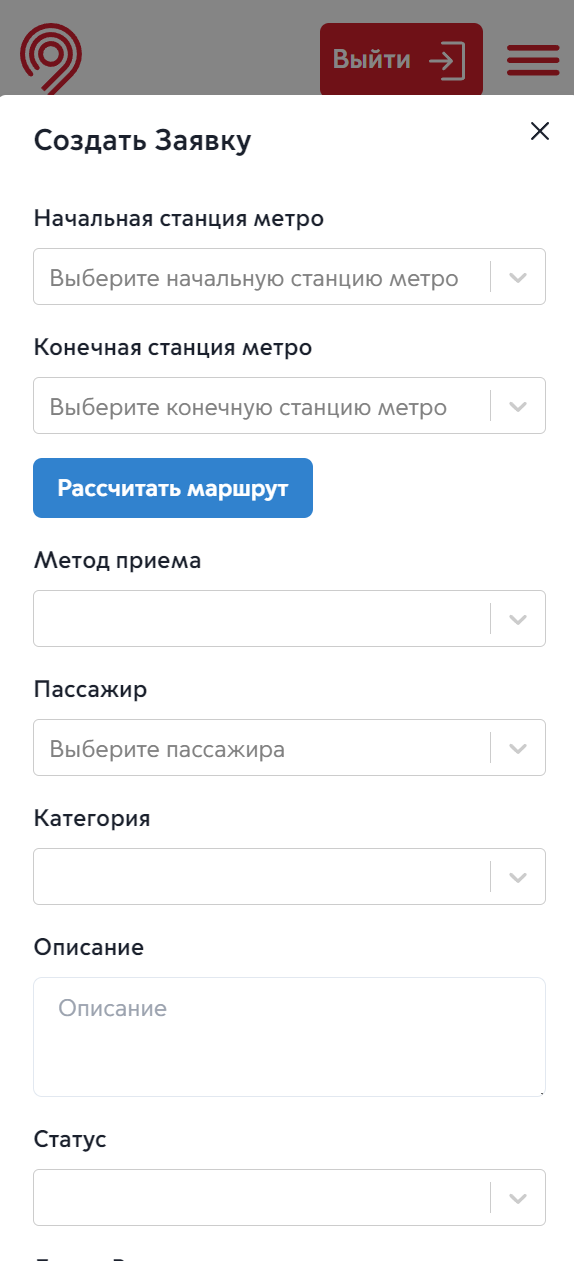 Выйти
Создать Заявку
Начальная станция метро
Выберите начальную станцию метро
Конечная станция метро
Выберите конечную станцию метро
Рассчитать маршрут
Метод приема
Пассажир
Выберите пассажира
Категория
Описание
Описание
Статус